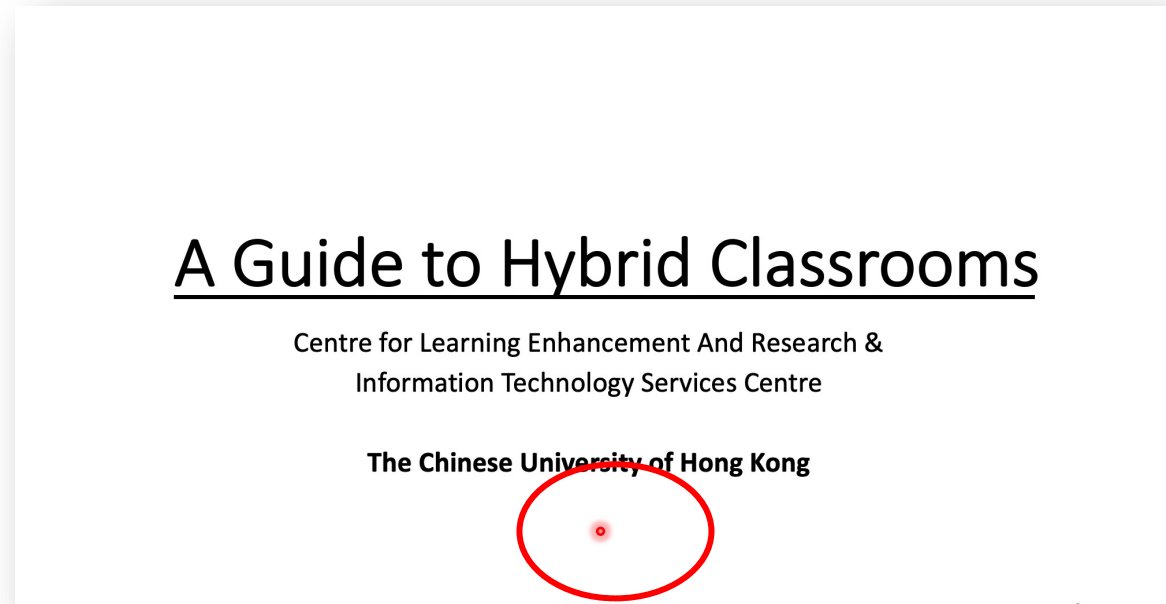 A Guide to Hybrid Classrooms
Centre for Learning Enhancement And Research &
Information Technology Services Centre
The Chinese University of Hong Kong